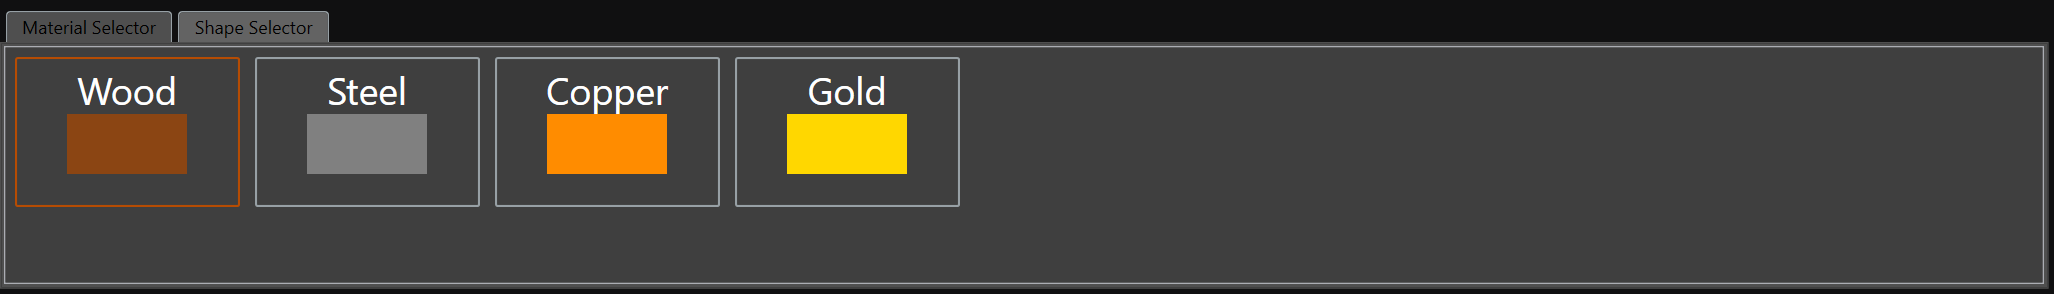 Material Selector Shape Selector
Wood Steel Copper Gold